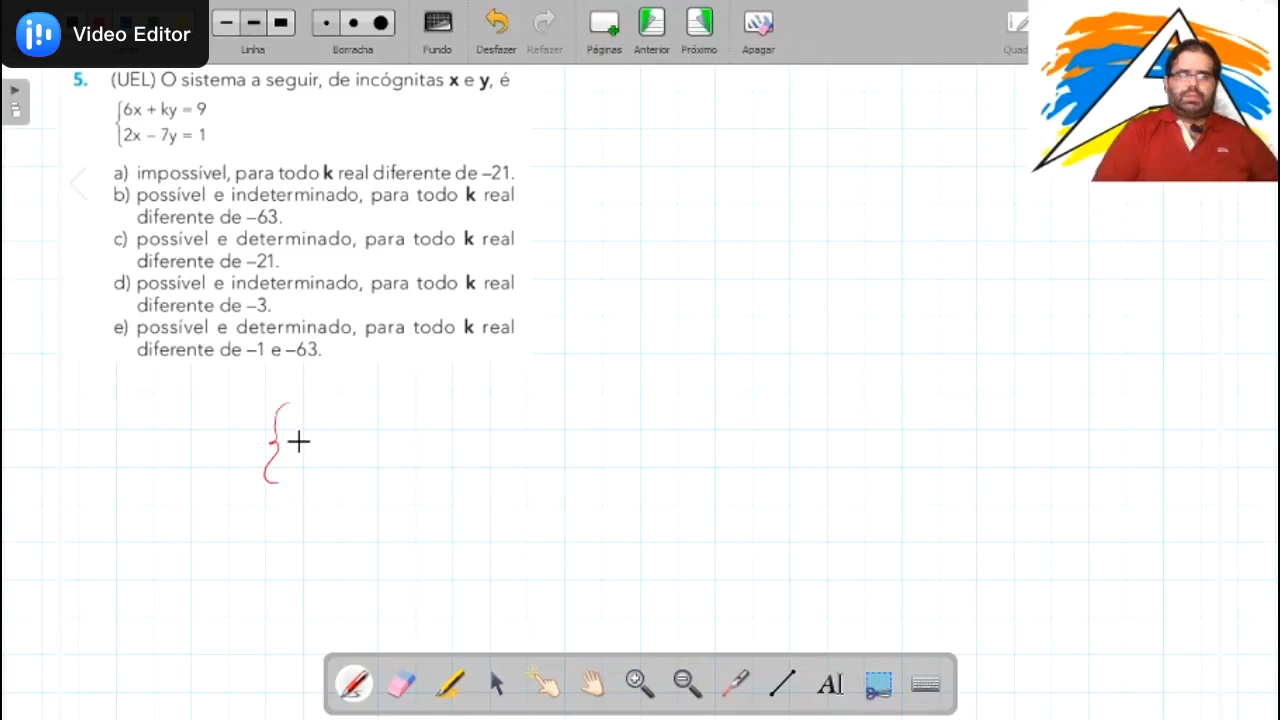 Video Editor
Linha
Borracha
Fundo
Desfazer
Refazer
Páginas
Anterior
Próximo
Apagar
Quad
5. (UEL) O sistema a seguir, de incógnitas x e y, é
6x + ky = 9
2x – 7y = 1
a) impossível, para todo k real diferente de –21.
b) possível e indeterminado, para todo k real
diferente de –63.
c) possível e determinado, para todo k real
diferente de –21.
d) possível e indeterminado, para todo k real
diferente de –3.
e) possível e determinado, para todo k real
diferente de –1 e –63.
AI